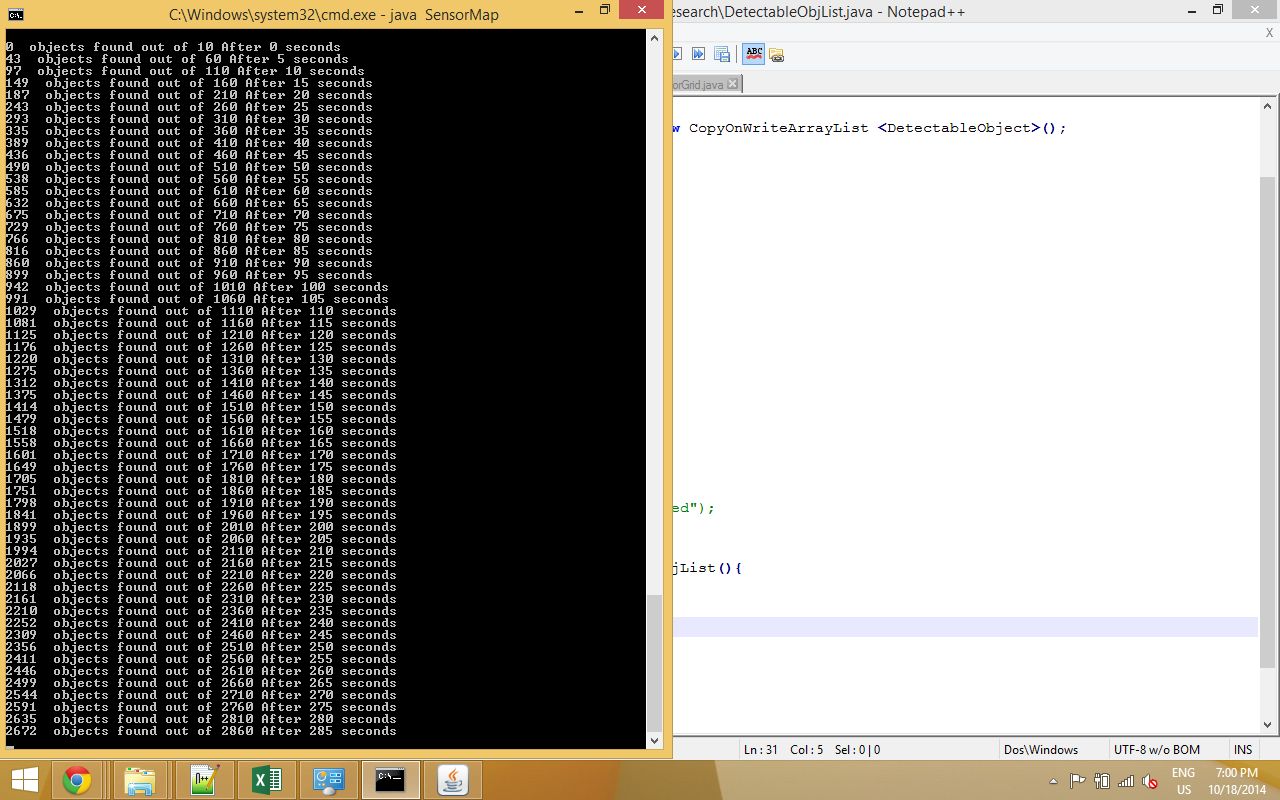 C:\Windows\system32\cmd.exe - java  SensorMap
0  objects found out of 10 After 0 seconds
43  objects found out of 60 After 5 seconds
97  objects found out of 110 After 10 seconds
149  objects found out of 160 After 15 seconds
187  objects found out of 210 After 20 seconds
243  objects found out of 260 After 25 seconds
293  objects found out of 310 After 30 seconds
335  objects found out of 360 After 35 seconds
389  objects found out of 410 After 40 seconds
436  objects found out of 460 After 45 seconds
490  objects found out of 510 After 50 seconds
538  objects found out of 560 After 55 seconds
585  objects found out of 610 After 60 seconds
632  objects found out of 660 After 65 seconds
675  objects found out of 710 After 70 seconds
729  objects found out of 760 After 75 seconds
766  objects found out of 810 After 80 seconds
816  objects found out of 860 After 85 seconds
860  objects found out of 910 After 90 seconds
899  objects found out of 960 After 95 seconds
942  objects found out of 1010 After 100 seconds
991  objects found out of 1060 After 105 seconds
1029  objects found out of 1110 After 110 seconds
1081  objects found out of 1160 After 115 seconds
1125  objects found out of 1210 After 120 seconds
1176  objects found out of 1260 After 125 seconds
1220  objects found out of 1310 After 130 seconds
1275  objects found out of 1360 After 135 seconds
1312  objects found out of 1410 After 140 seconds
1375  objects found out of 1460 After 145 seconds
1414  objects found out of 1510 After 150 seconds
1479  objects found out of 1560 After 155 seconds
1518  objects found out of 1610 After 160 seconds
1558  objects found out of 1660 After 165 seconds
1601  objects found out of 1710 After 170 seconds
1649  objects found out of 1760 After 175 seconds
1705  objects found out of 1810 After 180 seconds
1751  objects found out of 1860 After 185 seconds
1798  objects found out of 1910 After 190 seconds
1841  objects found out of 1960 After 195 seconds
1899  objects found out of 2010 After 200 seconds
1935  objects found out of 2060 After 205 seconds
1994  objects found out of 2110 After 210 seconds
2027  objects found out of 2160 After 215 seconds
2066  objects found out of 2210 After 220 seconds
2118  objects found out of 2260 After 225 seconds
2161  objects found out of 2310 After 230 seconds
2210  objects found out of 2360 After 235 seconds
2252  objects found out of 2410 After 240 seconds
2309  objects found out of 2460 After 245 seconds
2356  objects found out of 2510 After 250 seconds
2411  objects found out of 2560 After 255 seconds
2446  objects found out of 2610 After 260 seconds
2499  objects found out of 2660 After 265 seconds
2544  objects found out of 2710 After 270 seconds
2591  objects found out of 2760 After 275 seconds
2635  objects found out of 2810 After 280 seconds
2672  objects found out of 2860 After 285 seconds
esearch\DetectableObjList.java - Notepad++
X
ABC
orGrid.java
w CopyOnWriteArrayList <DetectableObject>();
ed");
jList(){
Ln : 31 Col : 5 Sel : 0 | 0 Dos\Windows UTF-8 w/o BOM INS
ENG 7:00 PM
US 10/18/2014